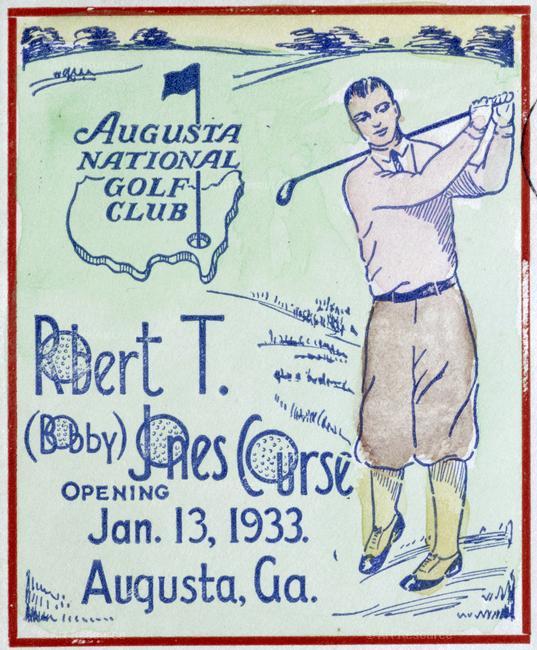 AUGUSTA
NATIONAL
GOLF
CLUB
Robert T.
(Bobby) Jones Course
OPENING
Jan. 13, 1933.
Augusta, Ga.